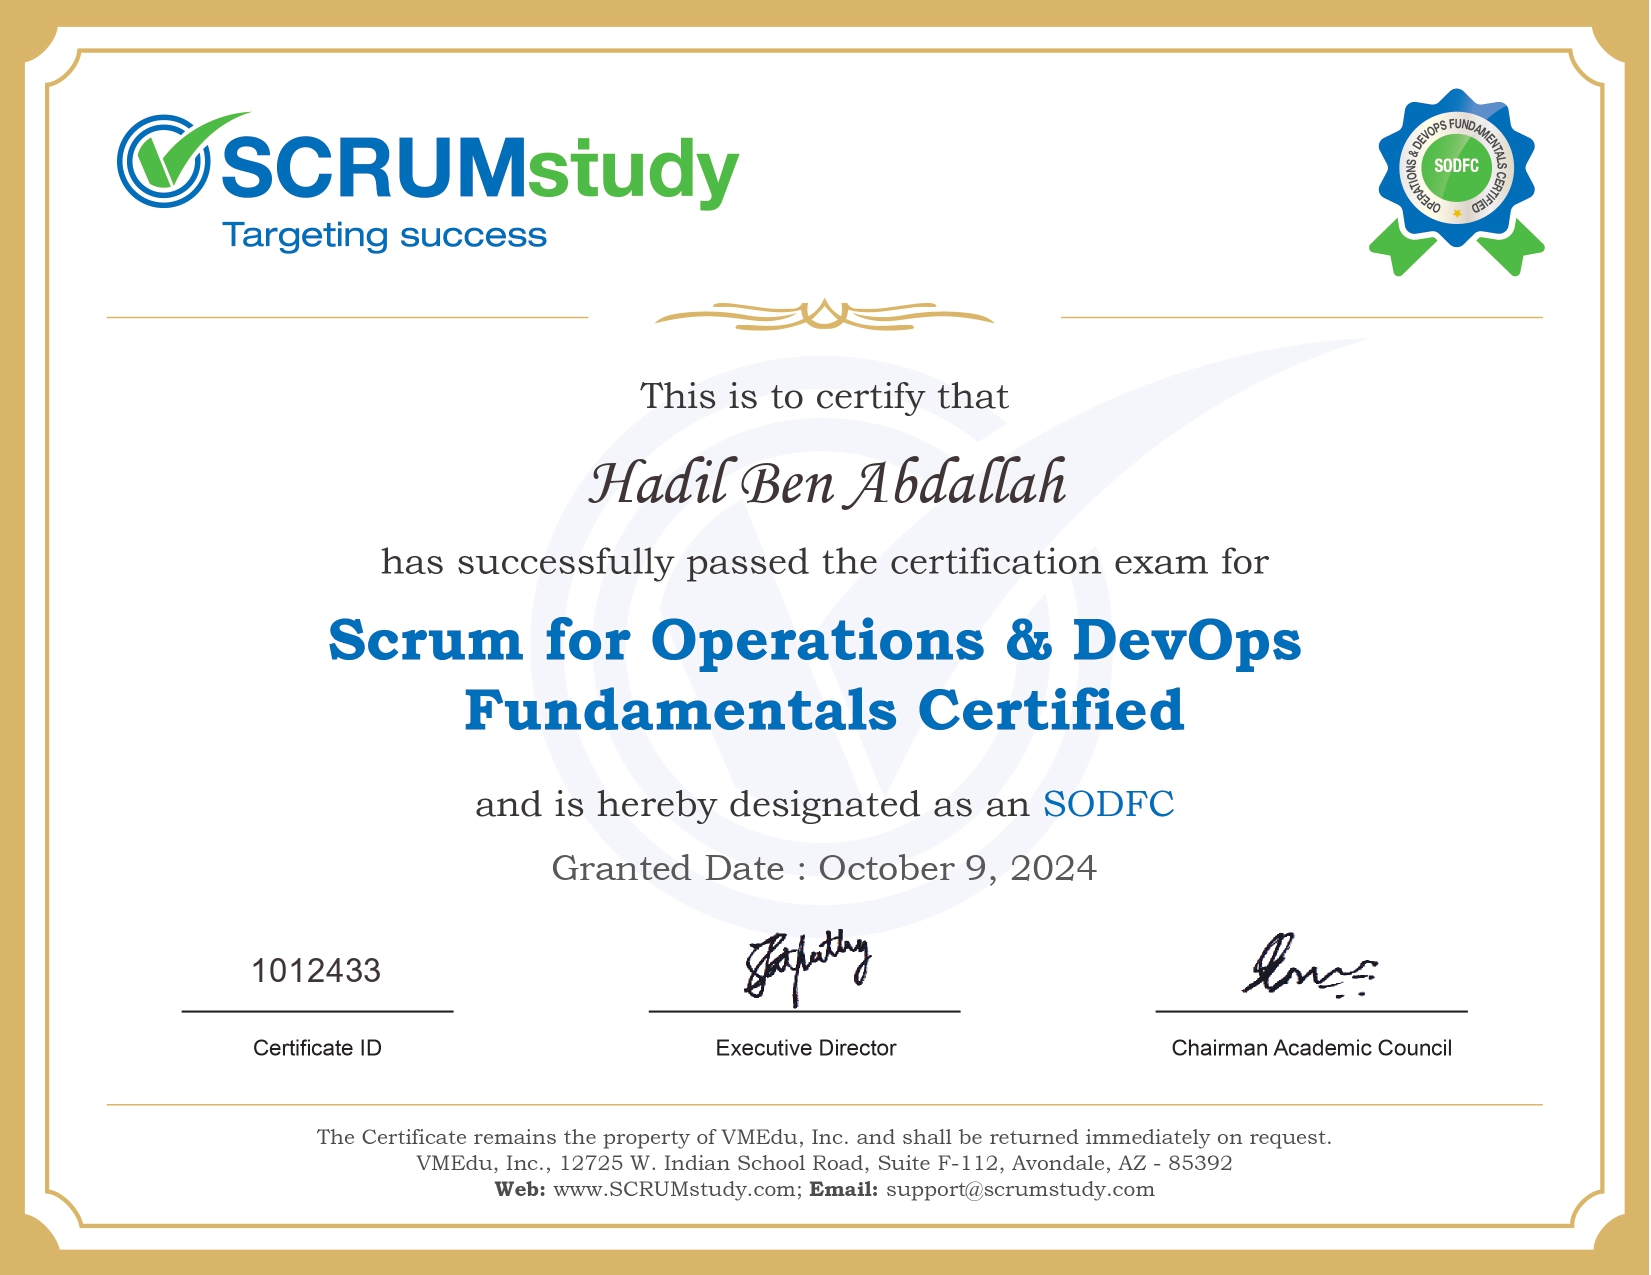 SCRUMstudy
Targeting success
OPERATIONS & DEVOPS FUNDAMENTALS CERTIFIED
SODFC
This is to certify that
Hadil Ben Abdallah
has successfully passed the certification exam for
Scrum for Operations & DevOps
Fundamentals Certified
and is hereby designated as an SODFC
Granted Date : October 9, 2024
1012433
Certificate ID
Executive Director
Chairman Academic Council
The Certificate remains the property of VMEdu, Inc. and shall be returned immediately on request.
VMEdu, Inc., 12725 W. Indian School Road, Suite F-112, Avondale, AZ - 85392
Web: www.SCRUMstudy.com; Email: support@scrumstudy.com